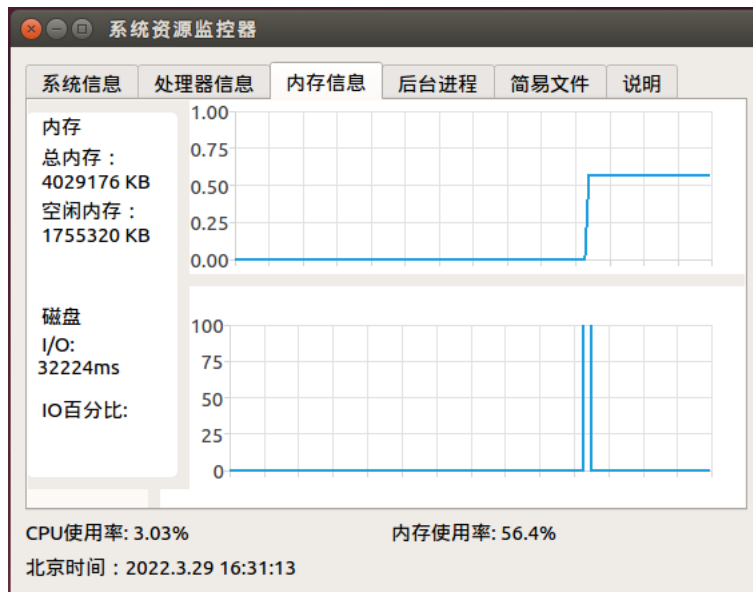 系统资源监控器
系统信息 处理器信息 内存信息 后台进程 简易文件 说明
内存
总内存：
4029176 KB
空闲内存：
1755320 KB
1.00
0.75
0.50
0.25
0.00
磁盘
I/O:
32224ms
IO百分比:
100
75
50
25
0
CPU使用率: 3.03% 内存使用率: 56.4%
北京时间：2022.3.29 16:31:13